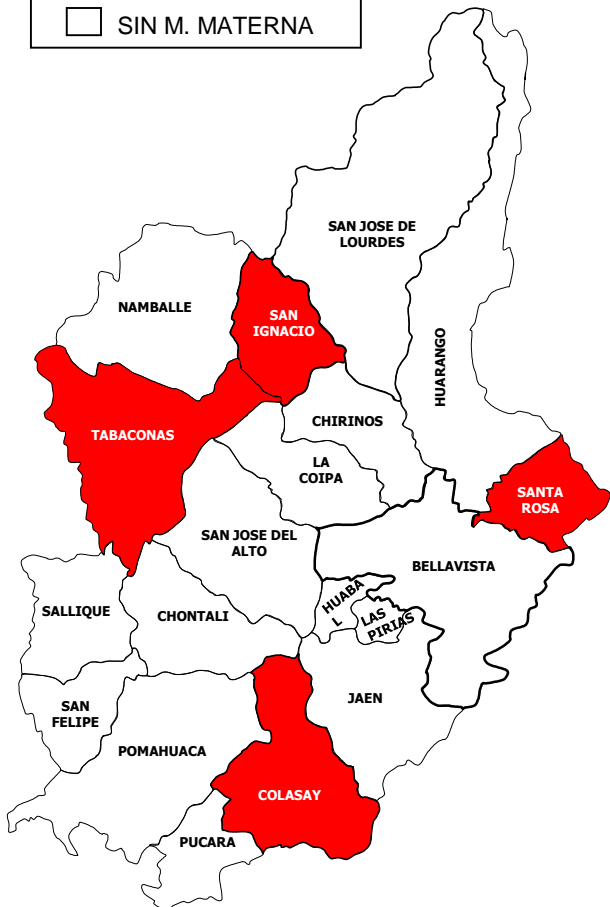 SIN M. MATERNA
SAN JOSE DE
LOURDES
NAMBALLE
SAN
IGNACIO
HUARANGO
CHIRINOS
TABACONAS
LA
COIPA
SANTA
ROSA
SAN JOSE DEL
ALTO
BELLAVISTA
HUABA
L
LAS
PIRIAS
SALLIQUE
CHONTALI
JAEN
SAN
FELIPE
POMAHUACA
COLASAY
PUCARA